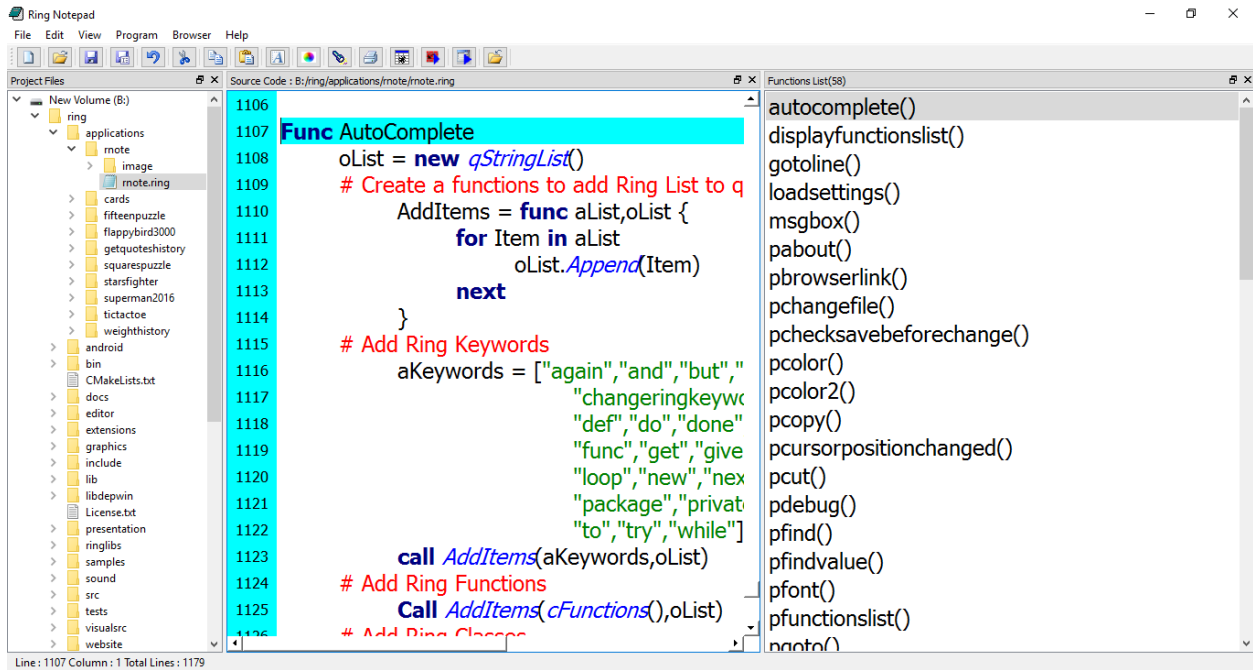 Ring Notepad
File Edit View Program Browser Help
Project Files
New Volume (B:)
ring
applications
rnote
image
rnote.ring
cards
fifteenpuzzle
flappybird3000
getquoteshistory
squarespuzzle
starsfighter
superman2016
tictactoe
weighthistory
android
bin
CMakeLists.txt
docs
editor
extensions
graphics
include
lib
libdepwin
License.txt
presentation
ringlibs
samples
sound
src
tests
visualsrc
website
Source Code : B:/ring/applications/rnote/rnote.ring
1106
1107 Func AutoComplete
1108 oList = new qStringList()
1109 # Create a functions to add Ring List to q
1110 AddItems = func aList,oList {
1111 for Item in aList
1112 oList.Append(Item)
1113 next
1114 }
1115 # Add Ring Keywords
1116 aKeywords = ["again","and","but","
1117 "changeringkeywo
1118 "def","do","done"
1119 "func","get","give
1120 "loop","new","nex
1121 "package","privat
1122 "to","try","while"]
1123 call AddItems(aKeywords,oList)
1124 # Add Ring Functions
1125 Call AddItems(cFunctions(),oList)
1126 # Add Ring Classes
Functions List(58)
autocomplete()
displayfunctionslist()
gotoline()
loadsettings()
msgbox()
pabout()
pbrowserlink()
pchangefile()
pchecksavebeforechange()
pcolor()
pcolor2()
pcopy()
pcursorpositionchanged()
pcut()
pdebug()
pfind()
pfindvalue()
pfont()
pfunctionslist()
pgoto()
Line : 1107 Column : 1 Total Lines : 1179